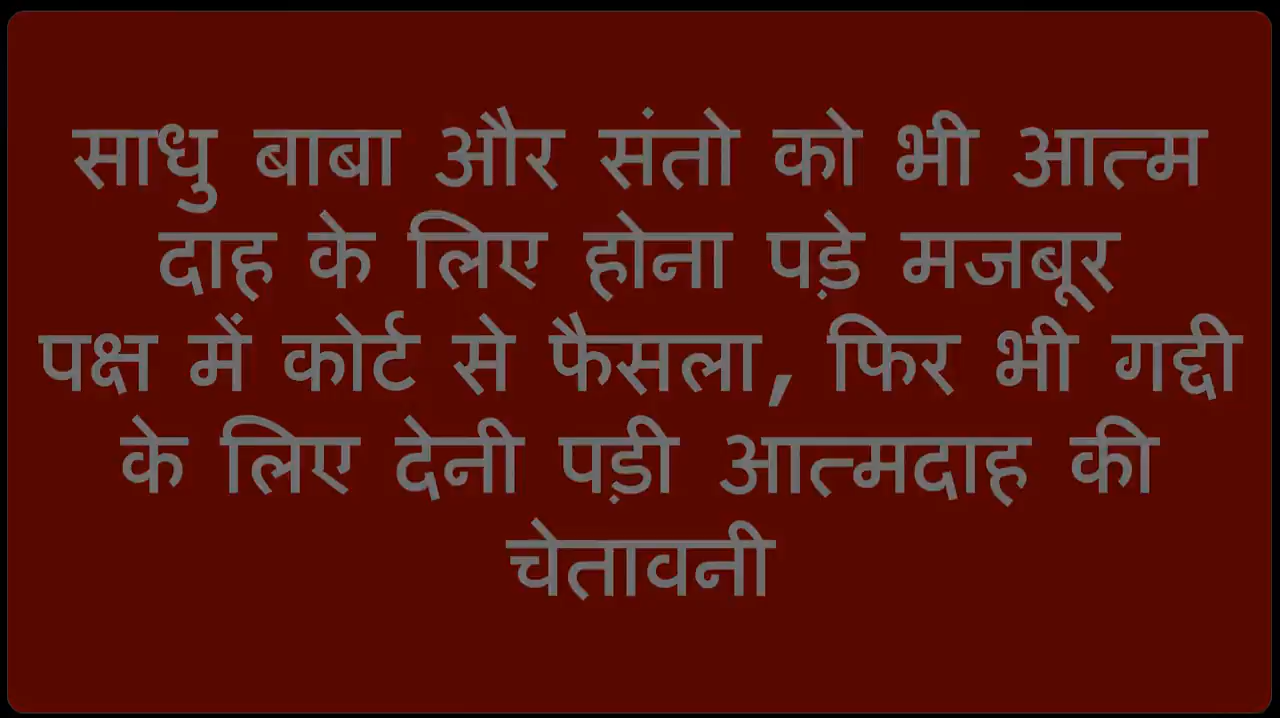 साधु बाबा और संतो को भी आत्म
दाह के लिए होना पड़े मजबूर
पक्ष में कोर्ट से फैसला, फिर भी गद्दी
के लिए देनी पड़ी आत्मदाह की
चेतावनी